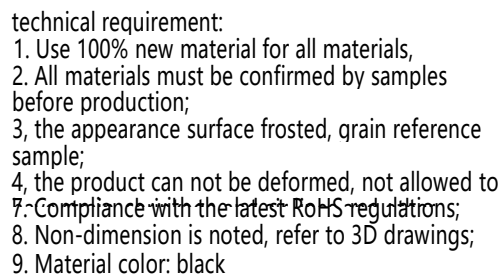 technical requirement:
1. Use 100% new material for all materials,
2. All materials must be confirmed by samples
before production;
3, the appearance surface frosted, grain reference
sample;
4, the product can not be deformed, not allowed to
7. Compliance with the latest RoHS regulations;
8. Non-dimension is noted, refer to 3D drawings;
9. Material color: black